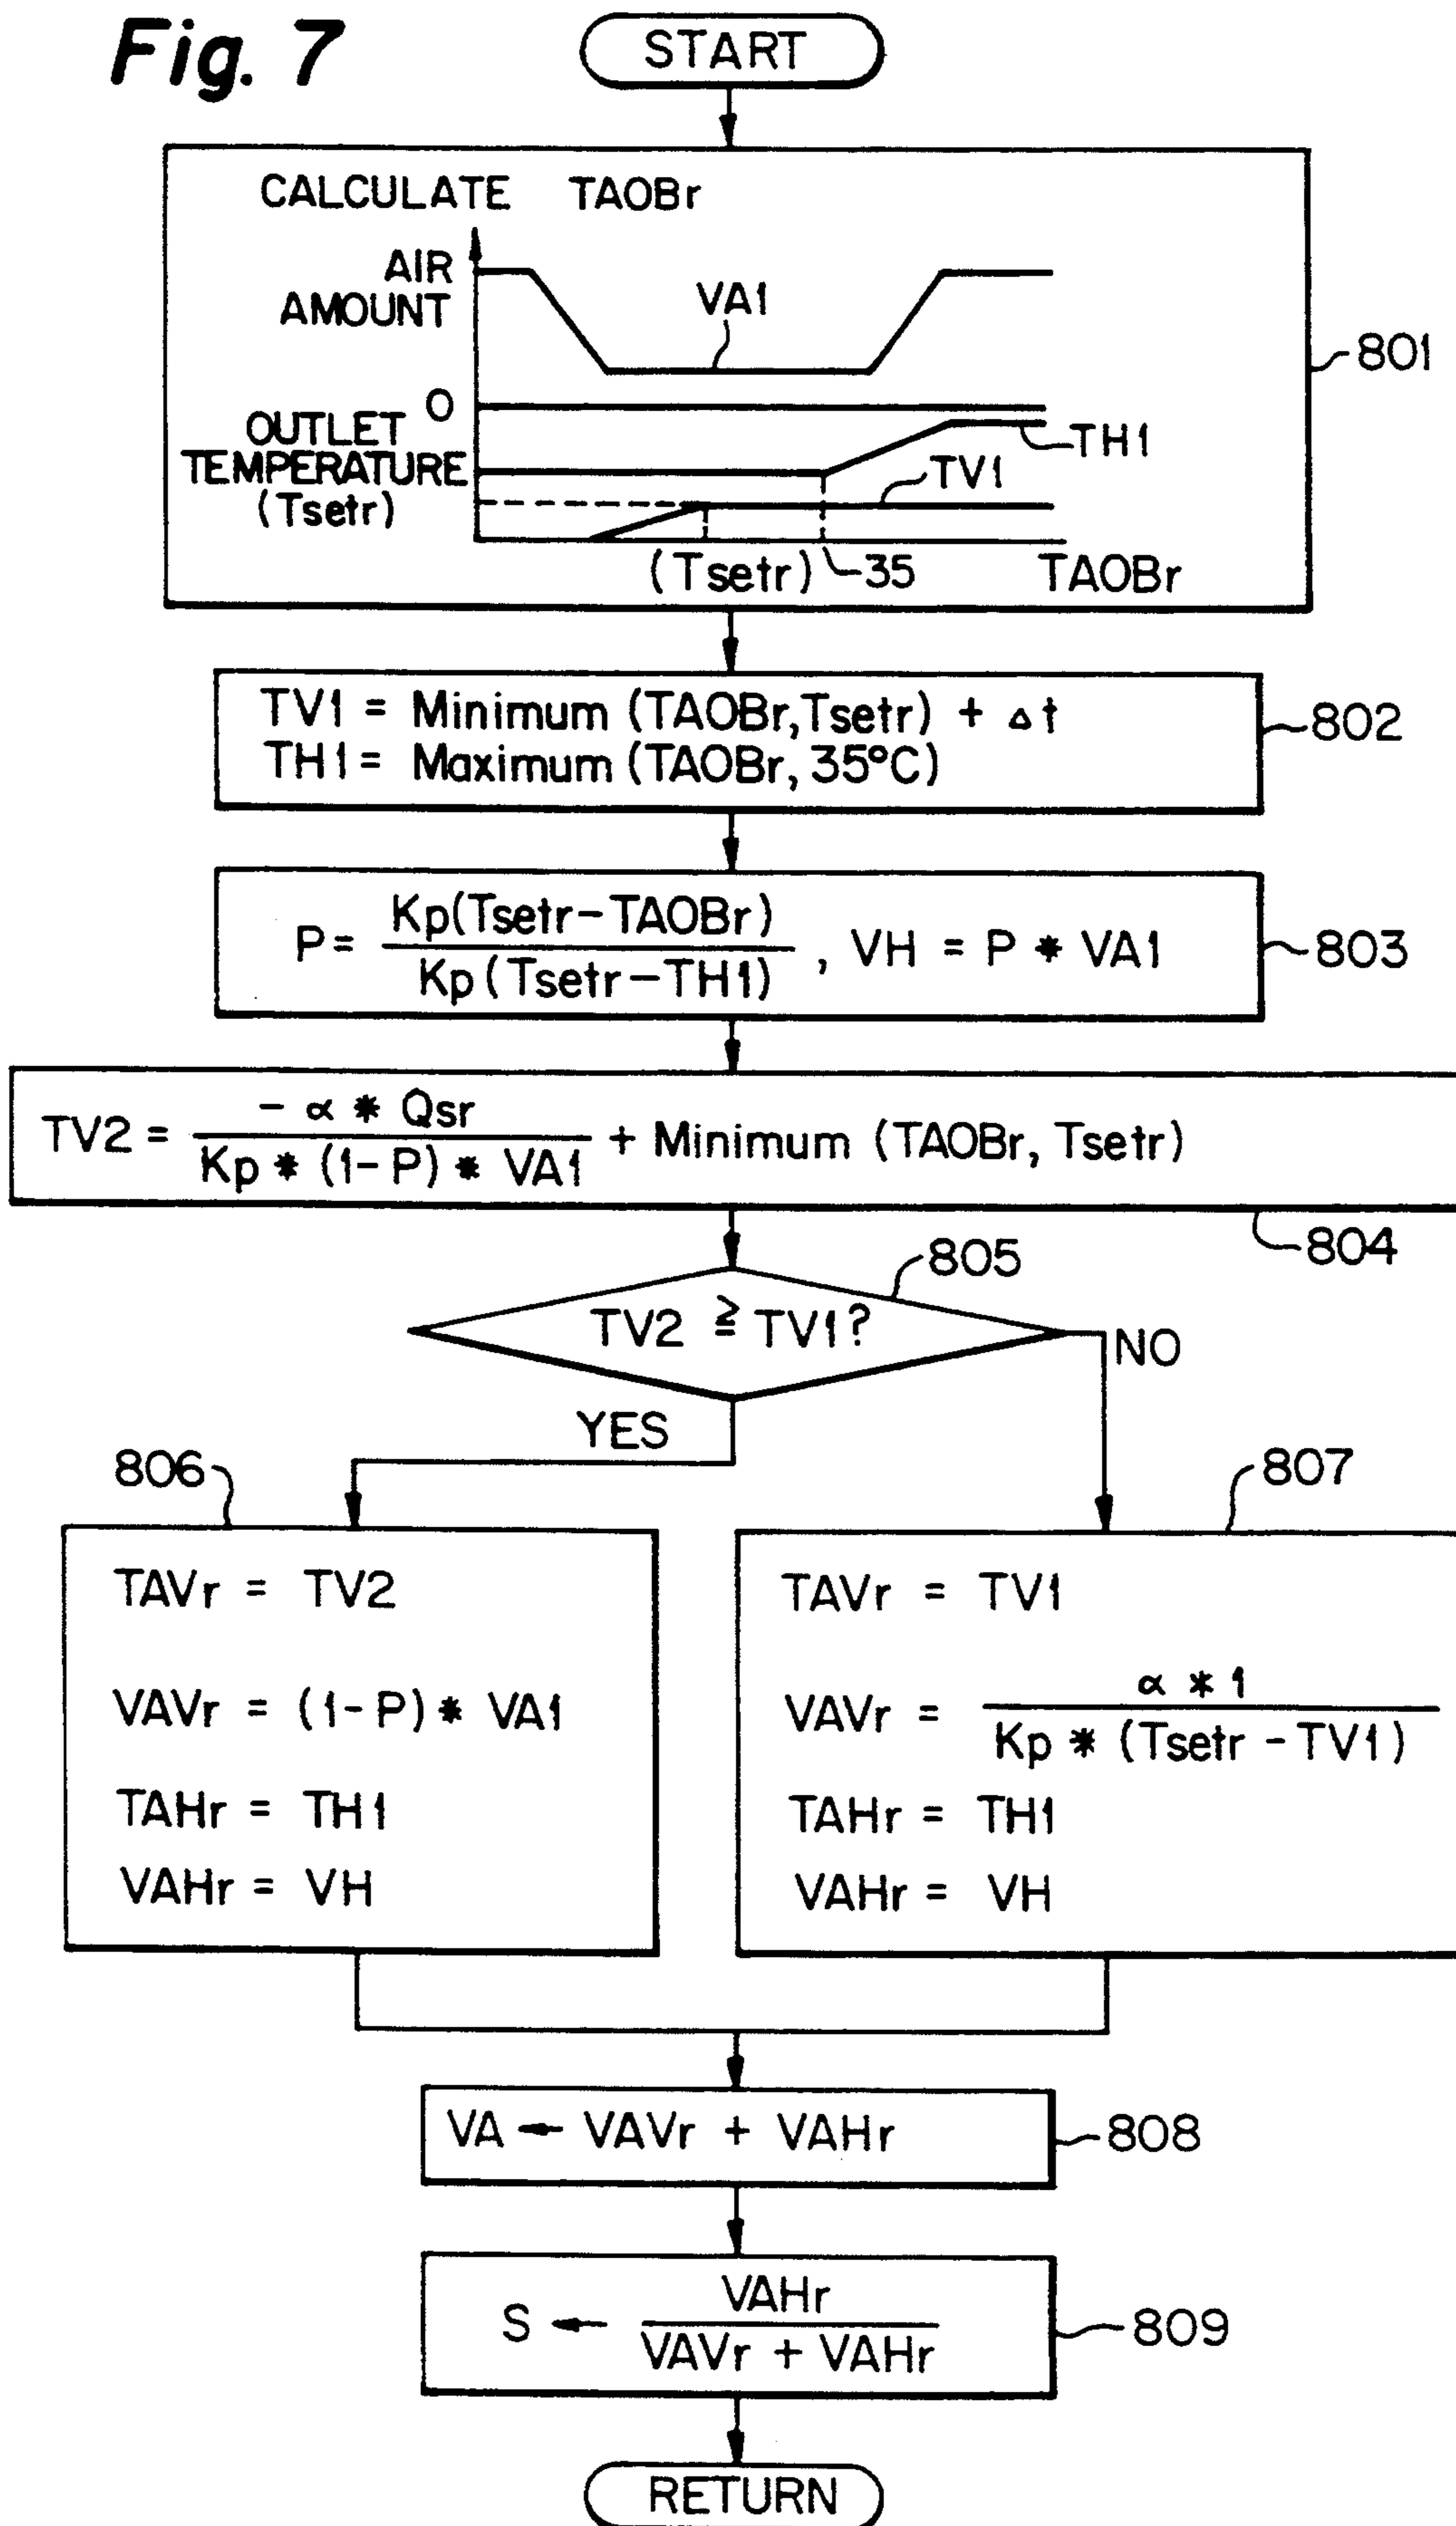 Fig. 7
START
CALCULATE TAOBr
AIR
AMOUNT
VA1
801
0
OUTLET
TEMPERATURE
(Tsetr)
TH1
TV1
(Tsetr) 35 TAOBr
TV1 = Minimum (TAOBr, Tsetr) + Δt
TH1 = Maximum (TAOBr, 35°C)
802
P = Kp(Tsetr-TAOBr) / Kp(Tsetr-TH1) , VH = P * VA1
803
TV2 = -α * Qsr / Kp * (1-P) * VA1 + Minimum (TAOBr, Tsetr)
804
805
TV2 ≧ TV1?
NO
YES
806
TAVr = TV2
VAVr = (1-P) * VA1
TAHr = TH1
VAHr = VH
807
TAVr = TV1
VAVr = α * 1 / Kp * (Tsetr - TV1)
TAHr = TH1
VAHr = VH
VA ← VAVr + VAHr
808
S ← VAHr / VAVr + VAHr
809
RETURN